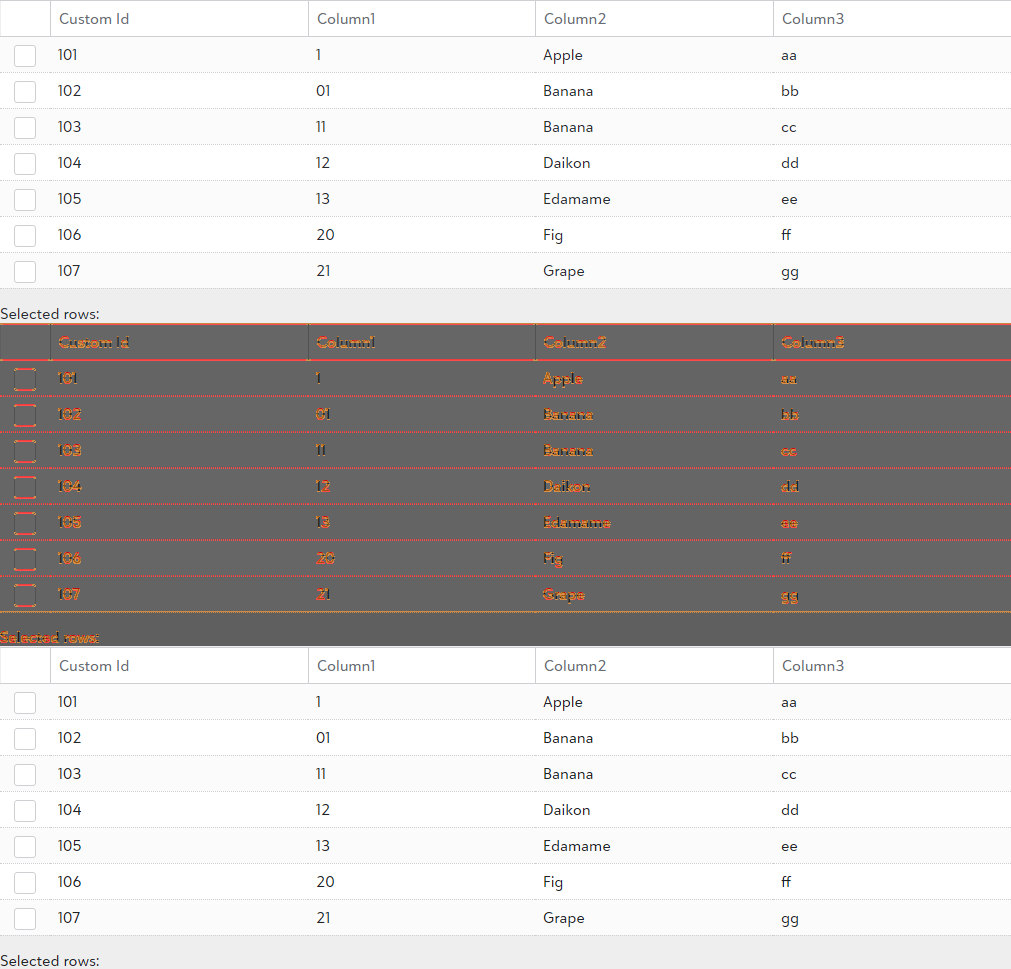 Custom Id Column1 Column2 Column3
101 1 Apple aa
102 01 Banana bb
103 11 Banana cc
104 12 Daikon dd
105 13 Edamame ee
106 20 Fig ff
107 21 Grape gg
Selected rows:
Custom Id Column1 Column2 Column3
101 1 Apple aa
102 01 Banana bb
103 11 Banana cc
104 12 Daikon dd
105 13 Edamame ee
106 20 Fig ff
107 21 Grape gg
Selected rows:
Custom Id Column1 Column2 Column3
101 1 Apple aa
102 01 Banana bb
103 11 Banana cc
104 12 Daikon dd
105 13 Edamame ee
106 20 Fig ff
107 21 Grape gg
Selected rows: